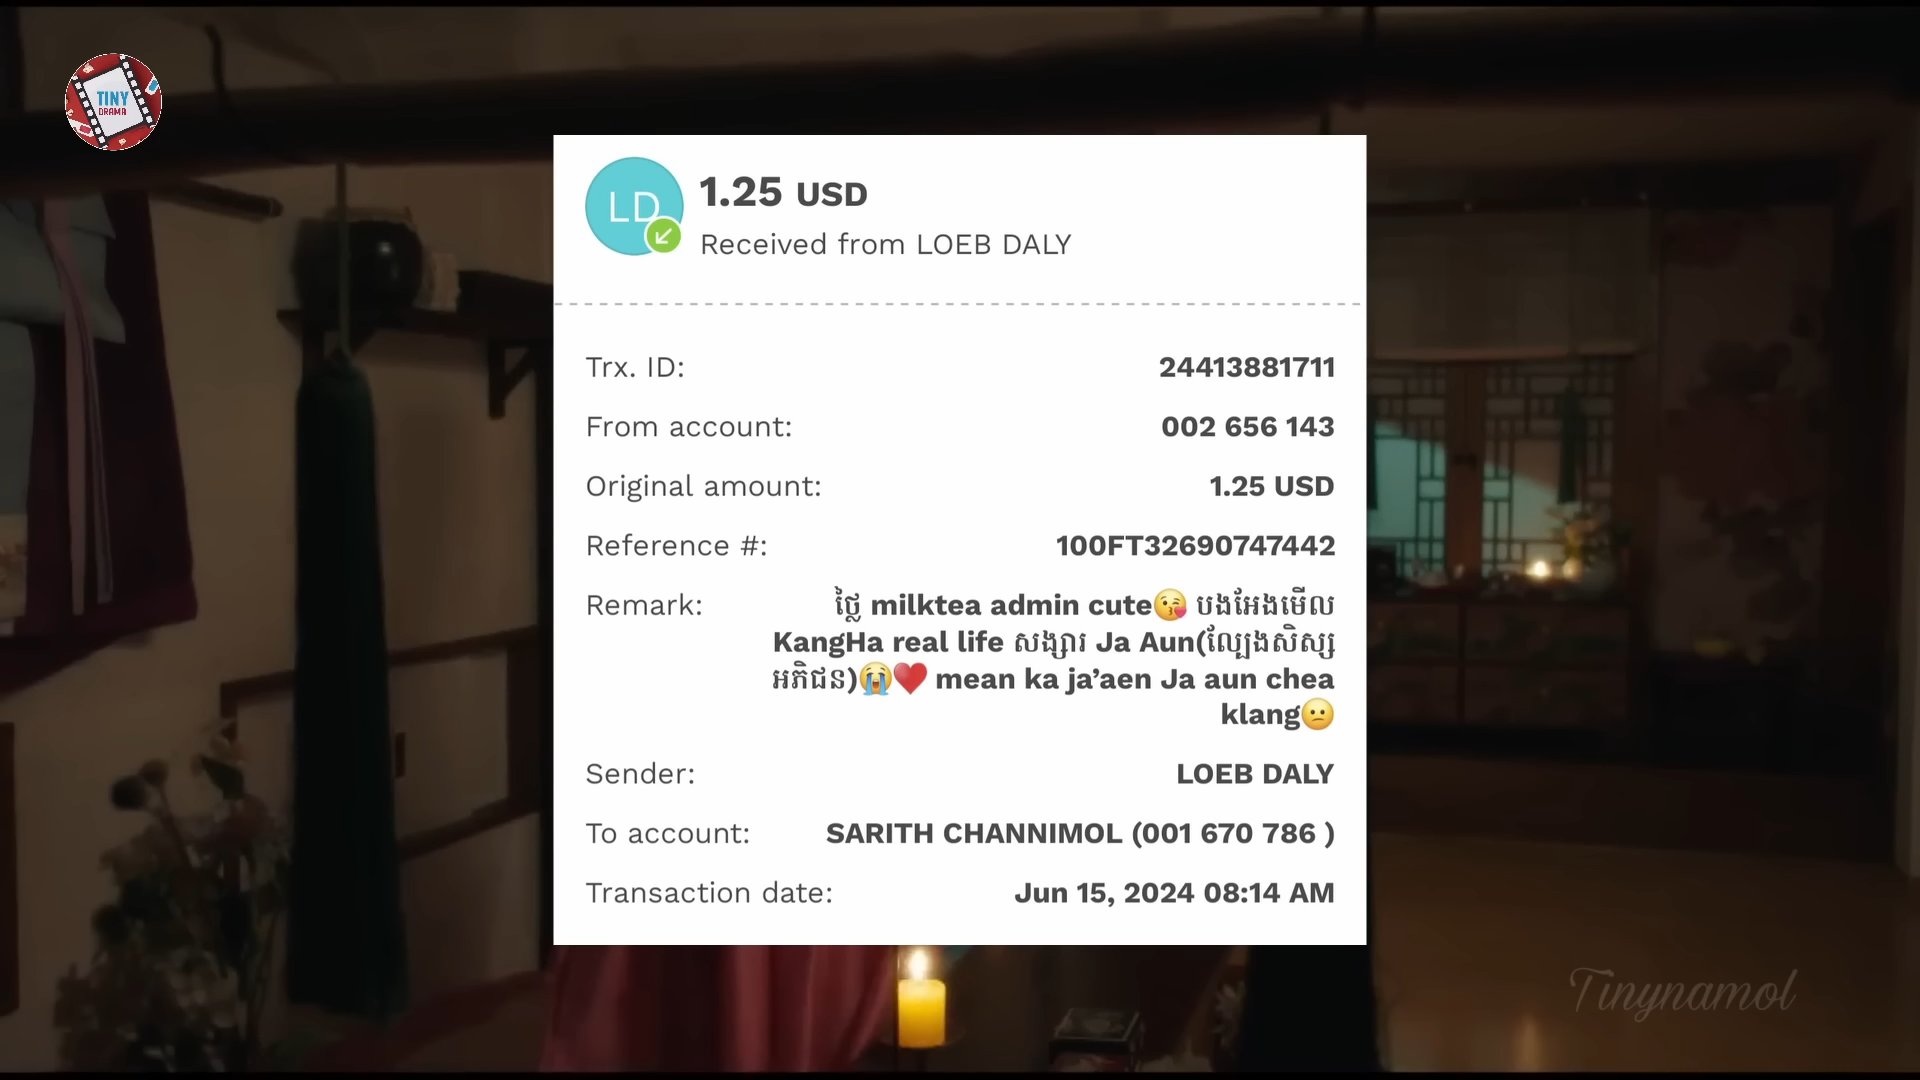 TINY
DRAMA
LD
1.25 USD
Received from LOEB DALY
Trx. ID: 24413881711
From account: 002 656 143
Original amount: 1.25 USD
Reference #: 100FT32690747442
Remark: ថ្លៃ milktea admin cute😘 បងអែងមើល
KangHa real life សង្សារ Ja Aun(ល្បែងសិស្ស
អភិជន)😭❤️ mean ka ja’aen Ja aun chea
klang😕
Sender: LOEB DALY
To account: SARITH CHANNIMOL (001 670 786 )
Transaction date: Jun 15, 2024 08:14 AM
Tinynamol